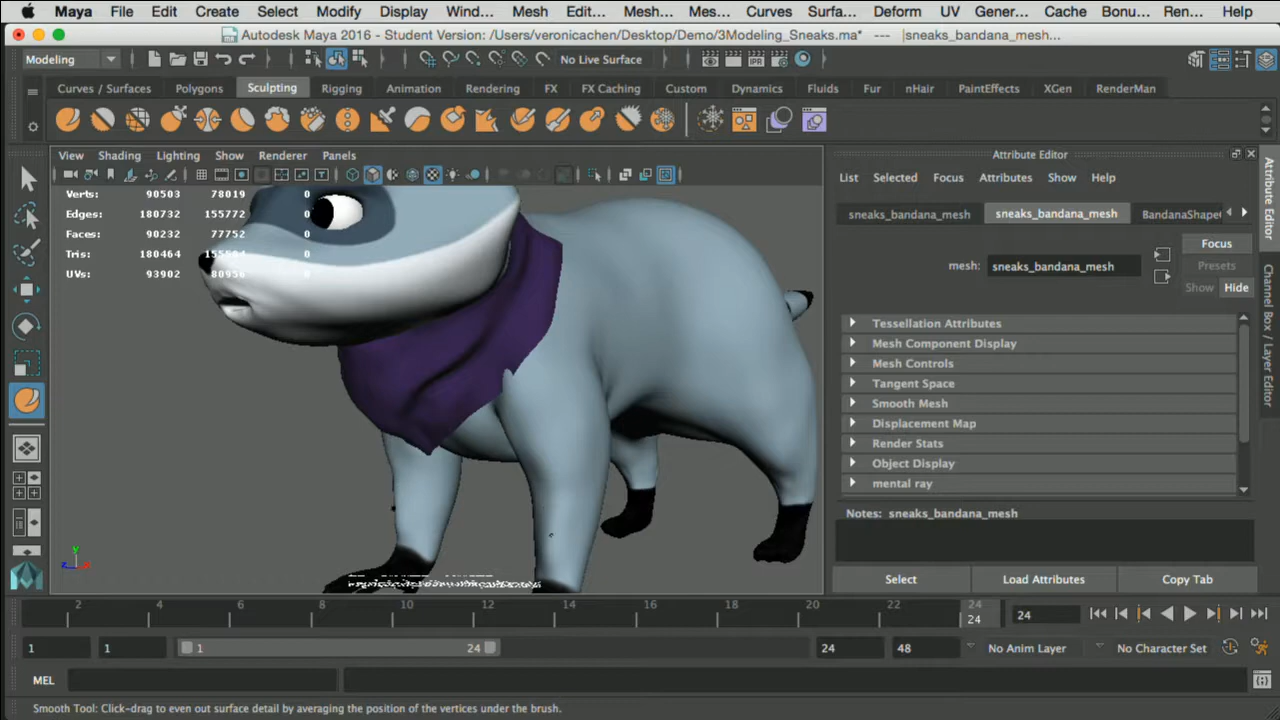 Maya File Edit Create Select Modify Display Wind... Mesh Edit... Mesh... Mes... Curves Surfa... Deform UV Gener... Cache Bonu... Ren... Help
Autodesk Maya 2016 - Student Version: /Users/veronicachen/Desktop/Demo/3Modeling_Sneaks.ma* --- |sneaks_bandana_mesh...
Modeling No Live Surface IPR
Curves / Surfaces Polygons Sculpting Rigging Animation Rendering FX FX Caching Custom Dynamics Fluids Fur nHair PaintEffects XGen RenderMan
View Shading Lighting Show Renderer Panels
Attribute Editor
List Selected Focus Attributes Show Help
Verts: 90503 78019 0
Edges: 180732 155772 0
Faces: 90232 77752 0
Tris: 180464 0
UVs: 93902 80956 0
sneaks_bandana_mesh sneaks_bandana_mesh BandanaShape
mesh: sneaks_bandana_mesh
Focus
Presets
Show Hide
Tessellation Attributes
Mesh Component Display
Mesh Controls
Tangent Space
Smooth Mesh
Displacement Map
Render Stats
Object Display
mental ray
Notes: sneaks_bandana_mesh
Select Load Attributes Copy Tab
Attribute Editor
Channel Box / Layer Editor
y
z x
2 4 6 8 10 12 14 16 18 20 22 24
24 24
1 1 1 24 24 48 No Anim Layer No Character Set
MEL
Smooth Tool: Click-drag to even out surface detail by averaging the position of the vertices under the brush.